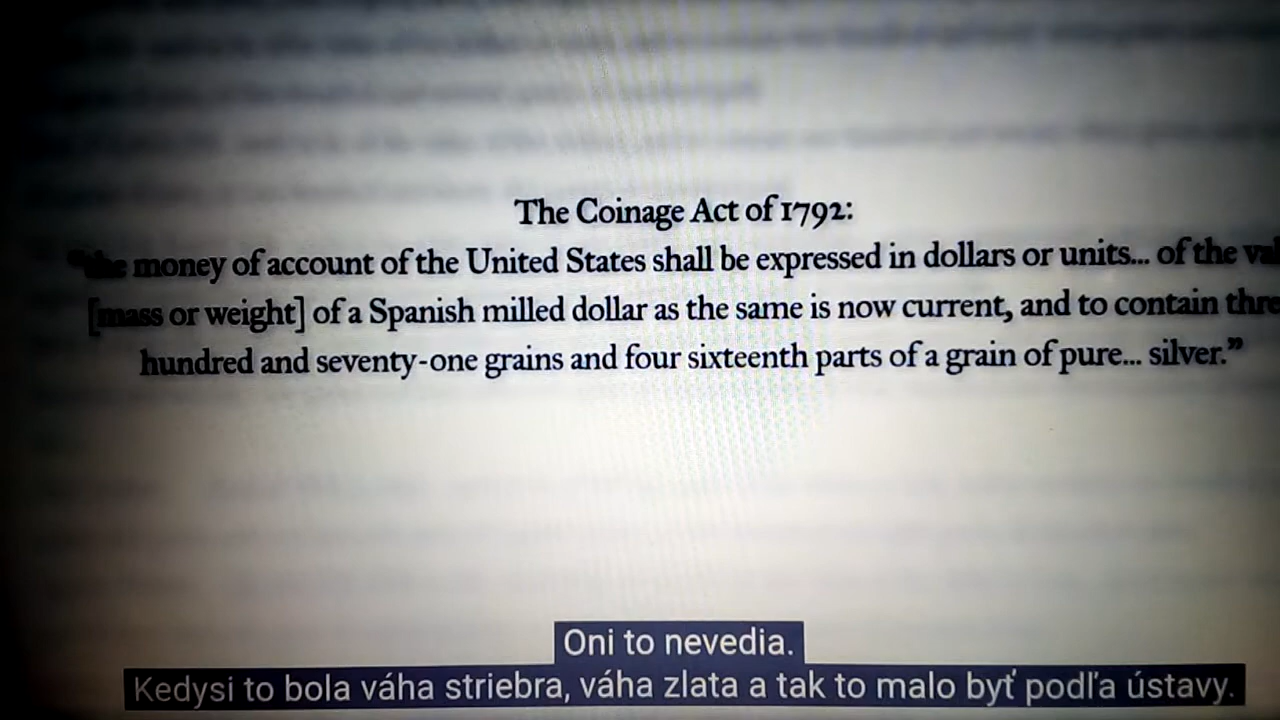 The Coinage Act of 1792:
"the money of account of the United States shall be expressed in dollars or units... of the
[mass or weight] of a Spanish milled dollar as the same is now current, and to contain
hundred and seventy-one grains and four sixteenth parts of a grain of pure... silver.”
Oni to nevedia.
Kedysi to bola váha striebra, váha zlata a tak to malo byť podľa ústavy.